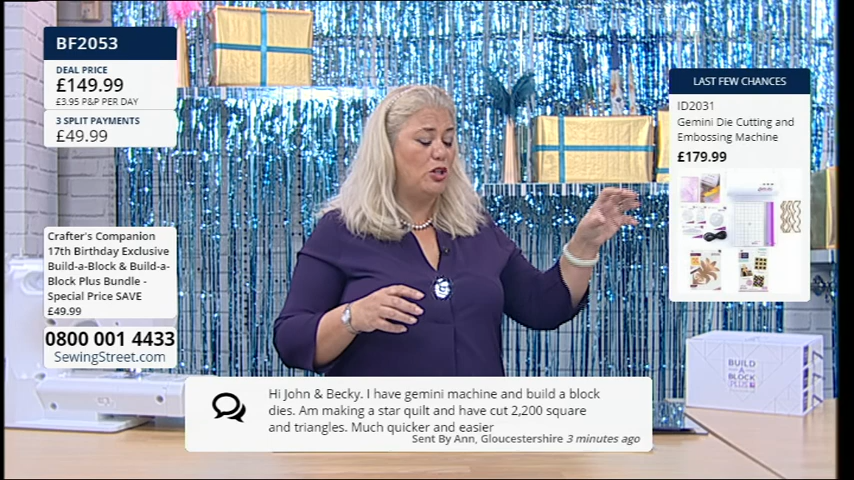 BF2053
DEAL PRICE
£149.99
£3.95 P&P PER DAY
3 SPLIT PAYMENTS
£49.99
Crafter's Companion
17th Birthday Exclusive
Build-a-Block & Build-a-
Block Plus Bundle -
Special Price SAVE
£49.99
0800 001 4433
SewingStreet.com
LAST FEW CHANCES
ID2031
Gemini Die Cutting and
Embossing Machine
£179.99
BUILD
A
BLOCK
PLUS
Hi John & Becky. I have gemini machine and build a block
dies. Am making a star quilt and have cut 2,200 square
and triangles. Much quicker and easier
Sent By Ann, Gloucestershire 3 minutes ago